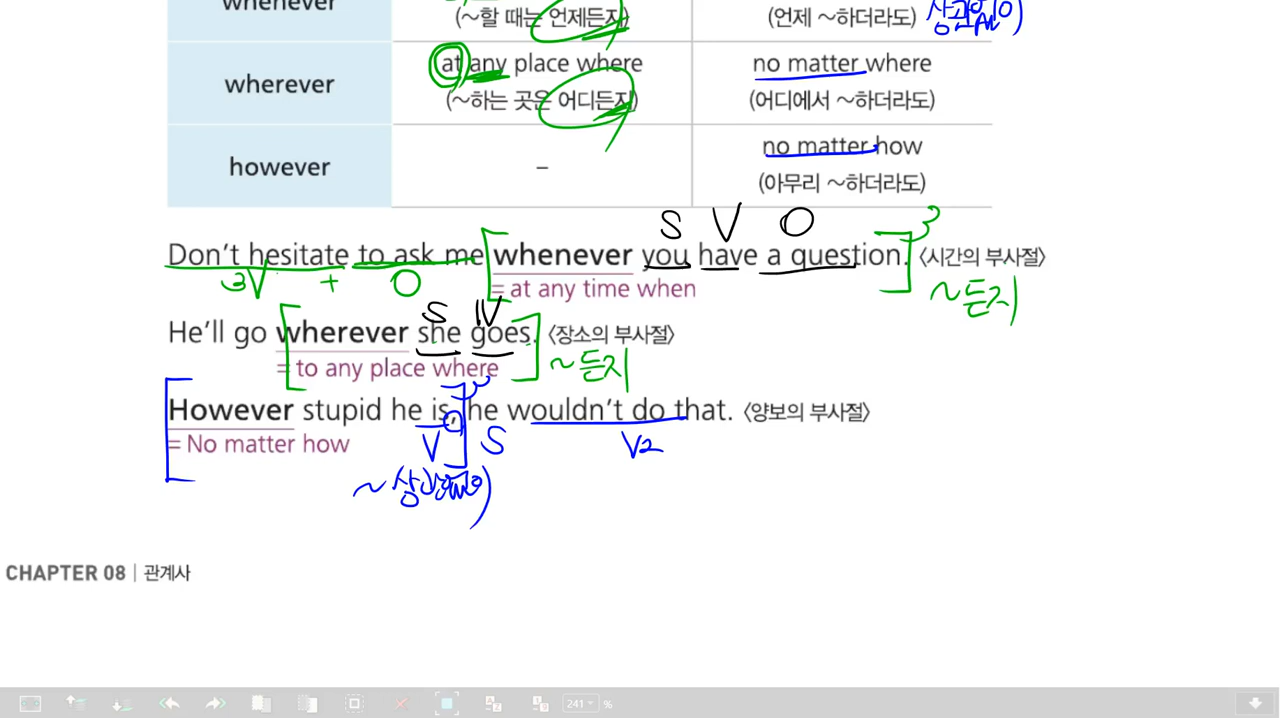 whenever
(~할 때는 언제든지)
(언제 ~하더라도) 상관없이
wherever
at any place where
(~하는 곳은 어디든지)
no matter where
(어디에서 ~하더라도)
however
–
no matter how
(아무리 ~하더라도)
S V O
Don't hesitate to ask me [whenever you have a question.] 〈시간의 부사절〉
3V + O
= at any time when
~든지
S 1V
He'll go [wherever she goes.] 〈장소의 부사절〉
= to any place where
~든지
[However stupid he is,] he wouldn't do that. 〈양보의 부사절〉
= No matter how
V S V2
~상관없이
CHAPTER 08 | 관계사
241 %